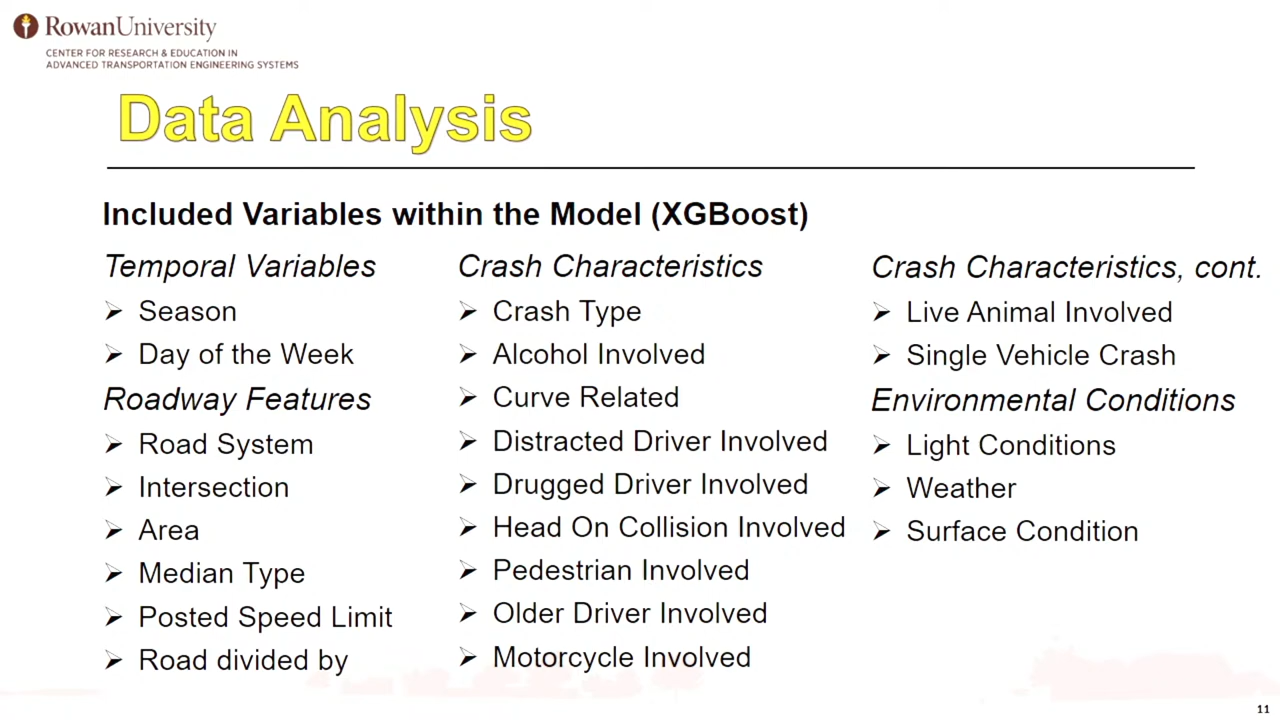 RowanUniversity
CENTER FOR RESEARCH & EDUCATION IN
ADVANCED TRANSPORTATION ENGINEERING SYSTEMS
Data Analysis
Included Variables within the Model (XGBoost)
Temporal Variables
➢ Season
➢ Day of the Week
Roadway Features
➢ Road System
➢ Intersection
➢ Area
➢ Median Type
➢ Posted Speed Limit
➢ Road divided by
Crash Characteristics
➢ Crash Type
➢ Alcohol Involved
➢ Curve Related
➢ Distracted Driver Involved
➢ Drugged Driver Involved
➢ Head On Collision Involved
➢ Pedestrian Involved
➢ Older Driver Involved
➢ Motorcycle Involved
Crash Characteristics, cont.
➢ Live Animal Involved
➢ Single Vehicle Crash
Environmental Conditions
➢ Light Conditions
➢ Weather
➢ Surface Condition
11